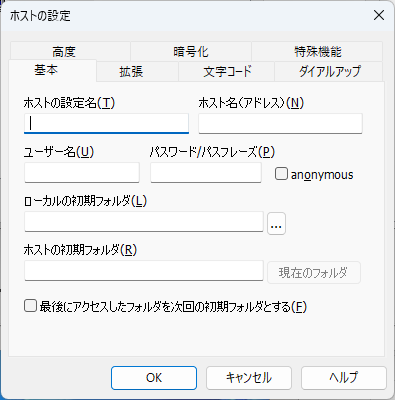 ホストの設定
高度 暗号化 特殊機能
基本 拡張 文字コード ダイアルアップ
ホストの設定名(T) ホスト名(アドレス)(N)
ユーザー名(U) パスワード/パスフレーズ(P)
anonymous
ローカルの初期フォルダ(L)
...
ホストの初期フォルダ(R)
現在のフォルダ
最後にアクセスしたフォルダを次回の初期フォルダとする(F)
OK キャンセル ヘルプ